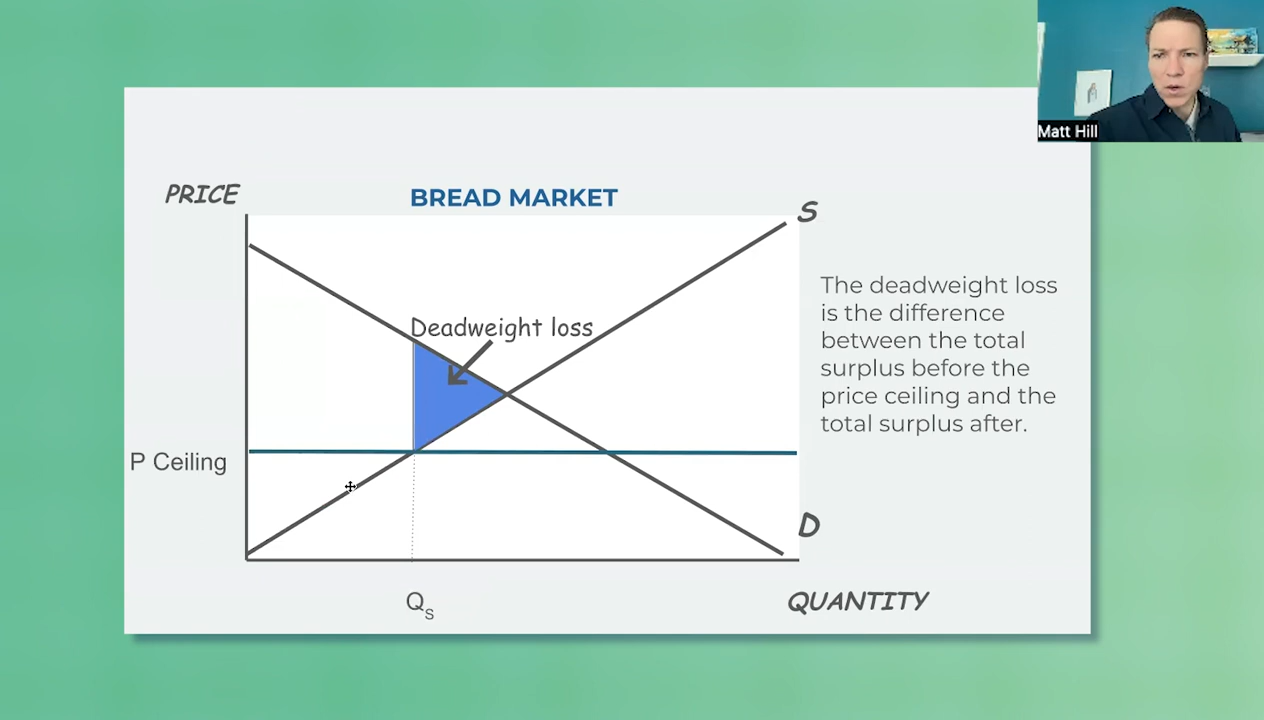 Matt Hill
PRICE
BREAD MARKET
S
Deadweight loss
The deadweight loss
is the difference
between the total
surplus before the
price ceiling and the
total surplus after.
P Ceiling
D
QS
QUANTITY